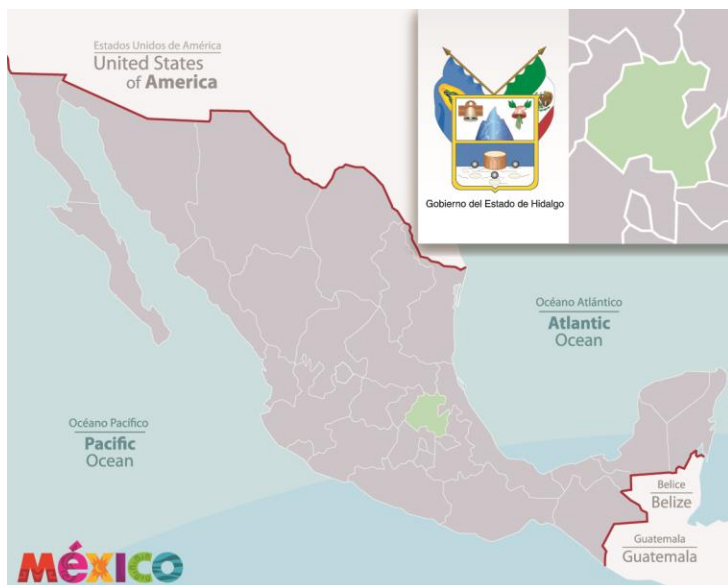 Estados Unidos de América
United States
of America
Gobierno del Estado de Hidalgo
Océano Atlántico
Atlantic
Ocean
Océano Pacífico
Pacific
Ocean
Belice
Belize
Guatemala
Guatemala
MéXICO